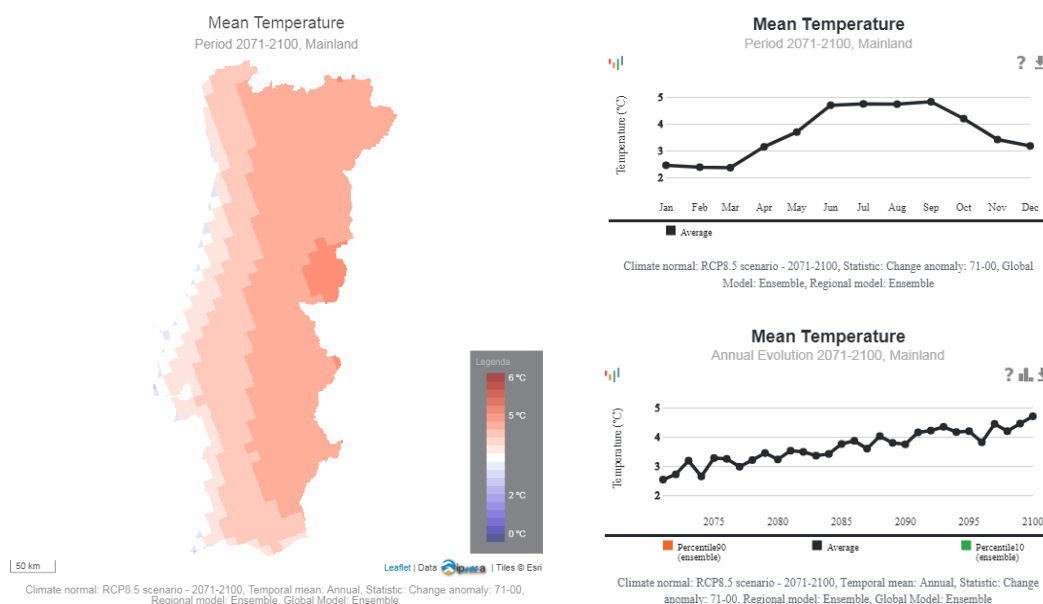 Mean Temperature
Period 2071-2100, Mainland
Legenda
6 ºC
5 ºC
2 ºC
0 ºC
50 km
Leaflet | Data ipma | Tiles © Esri
Climate normal: RCP8.5 scenario - 2071-2100, Temporal mean: Annual, Statistic: Change anomaly: 71-00,
Regional model: Ensemble, Global Model: Ensemble
Mean Temperature
Period 2071-2100, Mainland
?
Temperature (°C)
5
4
3
2
Jan Feb Mar Apr May Jun Jul Aug Sep Oct Nov Dec
Average
Climate normal: RCP8.5 scenario - 2071-2100, Statistic: Change anomaly: 71-00, Global
Model: Ensemble, Regional model: Ensemble
Mean Temperature
Annual Evolution 2071-2100, Mainland
?
Temperature (°C)
5
4
3
2
2075 2080 2085 2090 2095 2100
Percentile90 Average Percentile10
(ensemble) (ensemble)
Climate normal: RCP8.5 scenario - 2071-2100, Temporal mean: Annual, Statistic: Change
anomaly: 71-00, Regional model: Ensemble, Global Model: Ensemble